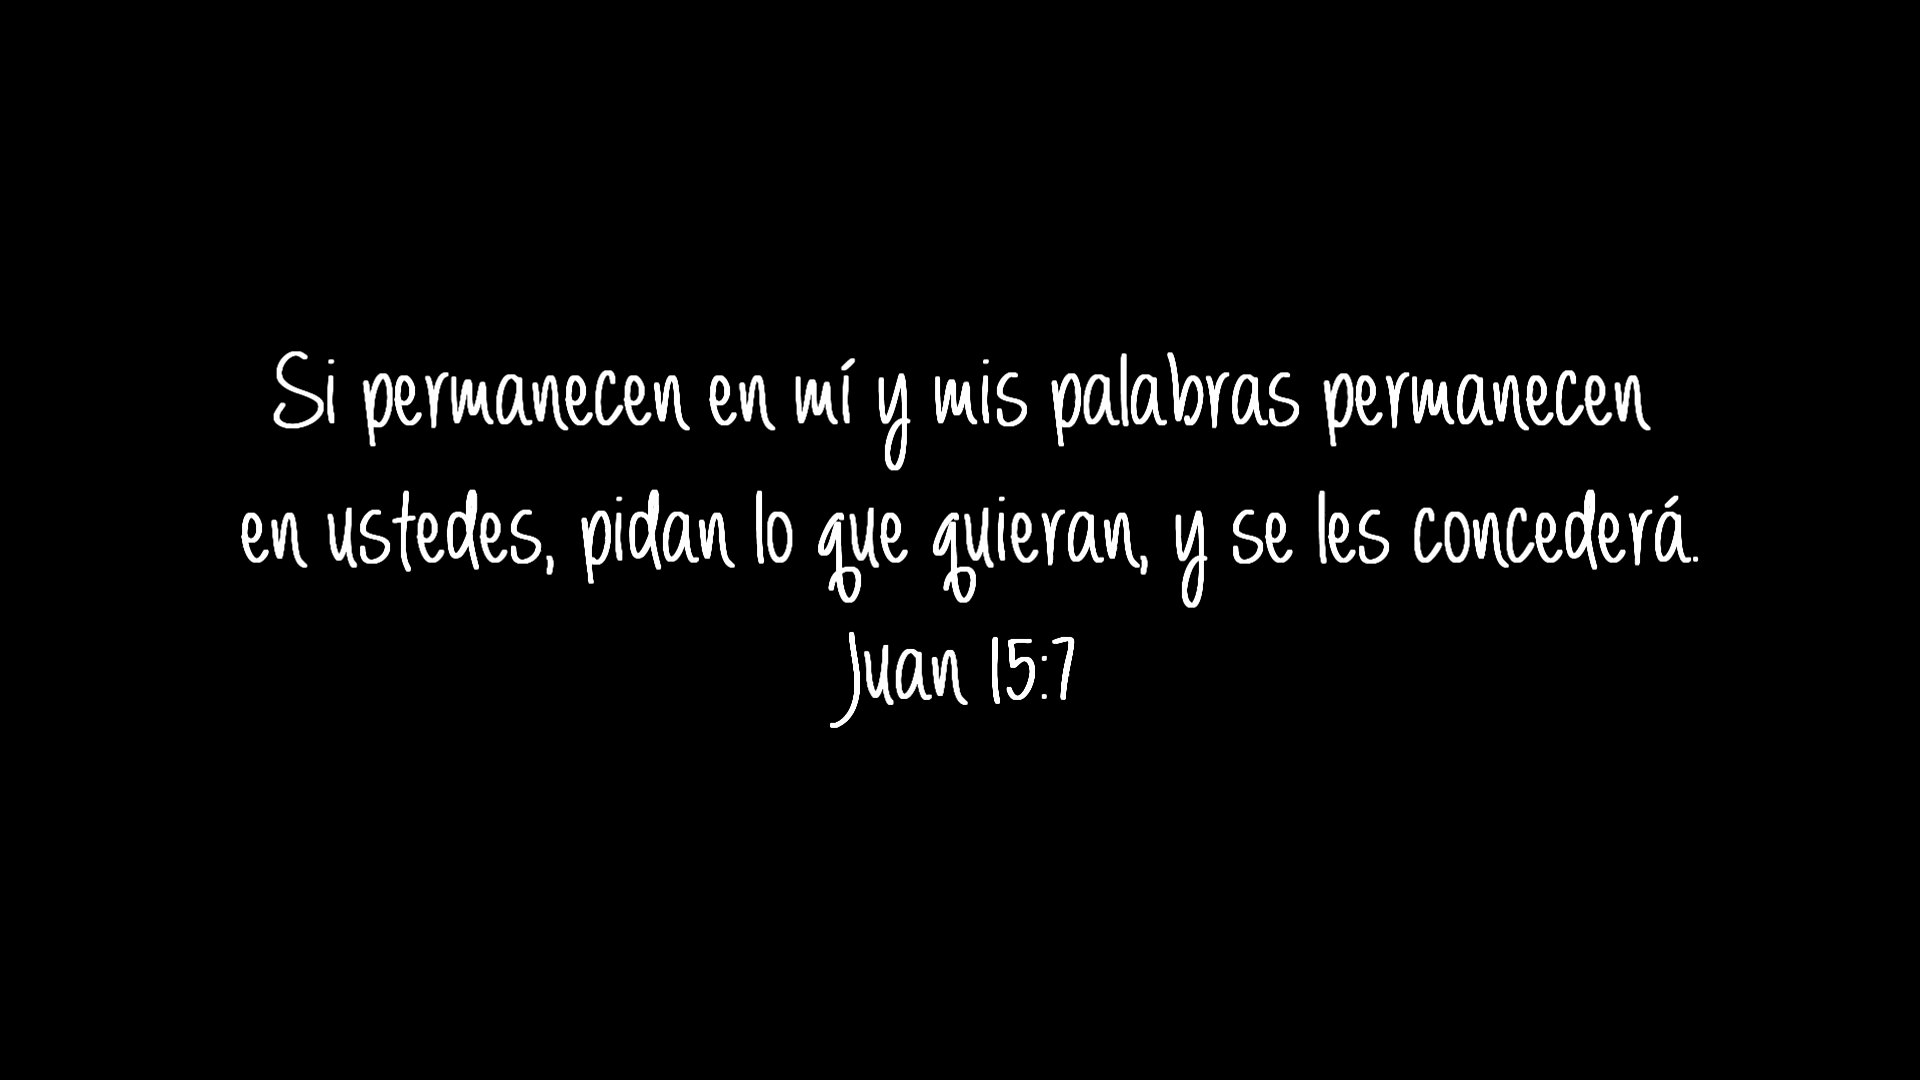 Si permanecen en mí y mis palabras permanecen
en ustedes, pidan lo que quieran, y se les concederá.
Juan 15:7